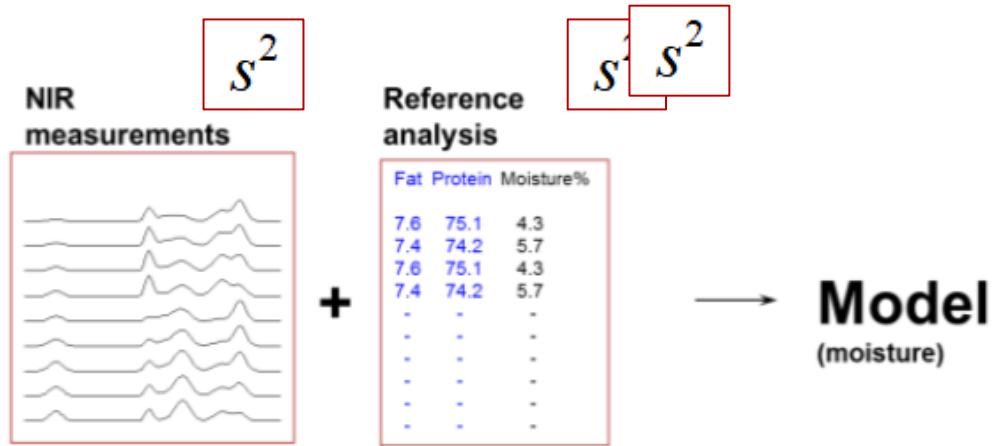 s²
s²
s²
NIR
measurements
Reference
analysis
Fat Protein Moisture%
7.6 75.1 4.3
7.4 74.2 5.7
7.6 75.1 4.3
7.4 74.2 5.7
- - -
- - -
- - -
- - -
- - -
- - -
+
Model
(moisture)